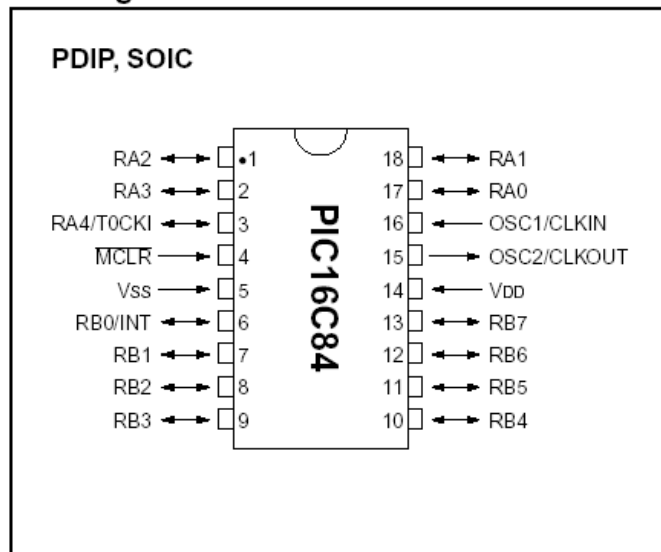 PDIP, SOIC
RA2 •1 18 RA1
RA3 2 17 RA0
RA4/T0CKI 3 16 OSC1/CLKIN
MCLR 4 15 OSC2/CLKOUT
VSS 5 14 VDD
RB0/INT 6 13 RB7
RB1 7 12 RB6
RB2 8 11 RB5
RB3 9 10 RB4
PIC16C84